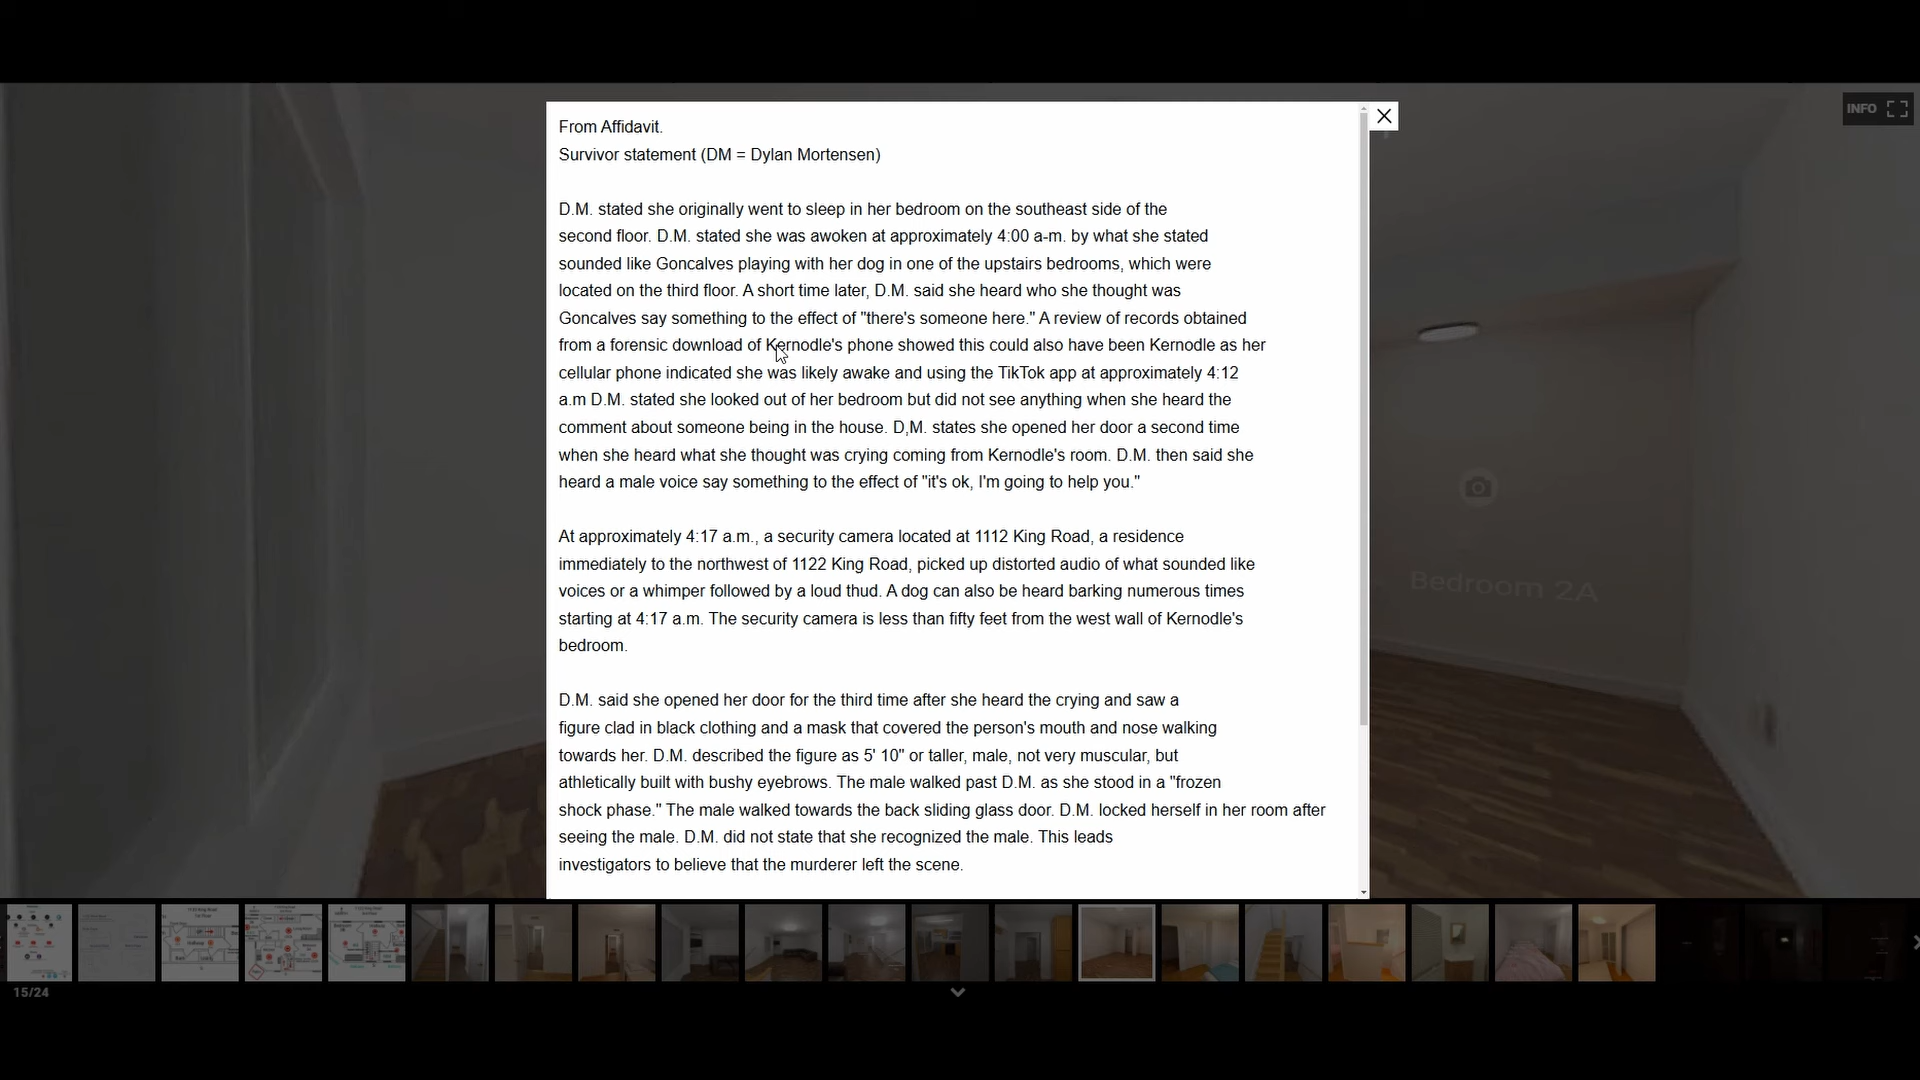 From Affidavit.
Survivor statement (DM = Dylan Mortensen)
D.M. stated she originally went to sleep in her bedroom on the southeast side of the
second floor. D.M. stated she was awoken at approximately 4:00 a-m. by what she stated
sounded like Goncalves playing with her dog in one of the upstairs bedrooms, which were
located on the third floor. A short time later, D.M. said she heard who she thought was
Goncalves say something to the effect of "there's someone here." A review of records obtained
from a forensic download of Kernodle's phone showed this could also have been Kernodle as her
cellular phone indicated she was likely awake and using the TikTok app at approximately 4:12
a.m D.M. stated she looked out of her bedroom but did not see anything when she heard the
comment about someone being in the house. D,M. states she opened her door a second time
when she heard what she thought was crying coming from Kernodle's room. D.M. then said she
heard a male voice say something to the effect of "it's ok, I'm going to help you."
At approximately 4:17 a.m., a security camera located at 1112 King Road, a residence
immediately to the northwest of 1122 King Road, picked up distorted audio of what sounded like
voices or a whimper followed by a loud thud. A dog can also be heard barking numerous times
starting at 4:17 a.m. The security camera is less than fifty feet from the west wall of Kernodle's
bedroom.
D.M. said she opened her door for the third time after she heard the crying and saw a
figure clad in black clothing and a mask that covered the person's mouth and nose walking
towards her. D.M. described the figure as 5' 10" or taller, male, not very muscular, but
athletically built with bushy eyebrows. The male walked past D.M. as she stood in a "frozen
shock phase." The male walked towards the back sliding glass door. D.M. locked herself in her room after
seeing the male. D.M. did not state that she recognized the male. This leads
investigators to believe that the murderer left the scene.
INFO
Bedroom 2A
15/24